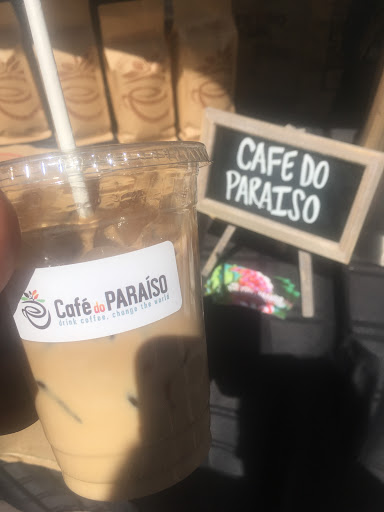 CAFE DO
PARAISO
Café do PARAÍSO
drink coffee, change the world